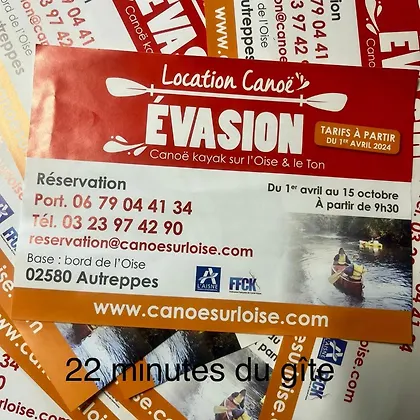 Location Canoë
ÉVASION
TARIFS À PARTIR
DU 1er AVRIL 2024
Canoë kayak sur l'Oise & le Ton
Réservation
Port. 06 79 04 41 34
Tél. 03 23 97 42 90
reservation@canoesurloise.com
Base : bord de l'Oise
02580 Autreppes
Du 1er avril au 15 octobre
À partir de 9h30
L'AISNE
FFCK
www.canoesurloise.com
22 minutes du gite